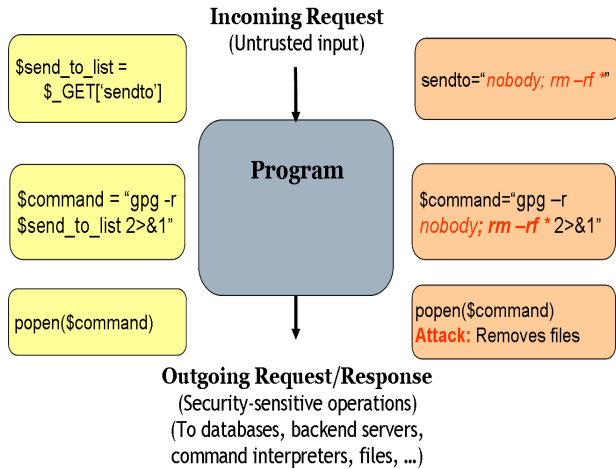 Incoming Request
(Untrusted input)
$send_to_list =
$_GET[‘sendto’]
sendto=“nobody; rm –rf *”
Program
$command = “gpg -r
$send_to_list 2>&1”
$command=“gpg –r
nobody; rm –rf * 2>&1”
popen($command)
popen($command)
Attack: Removes files
Outgoing Request/Response
(Security-sensitive operations)
(To databases, backend servers,
command interpreters, files, …)